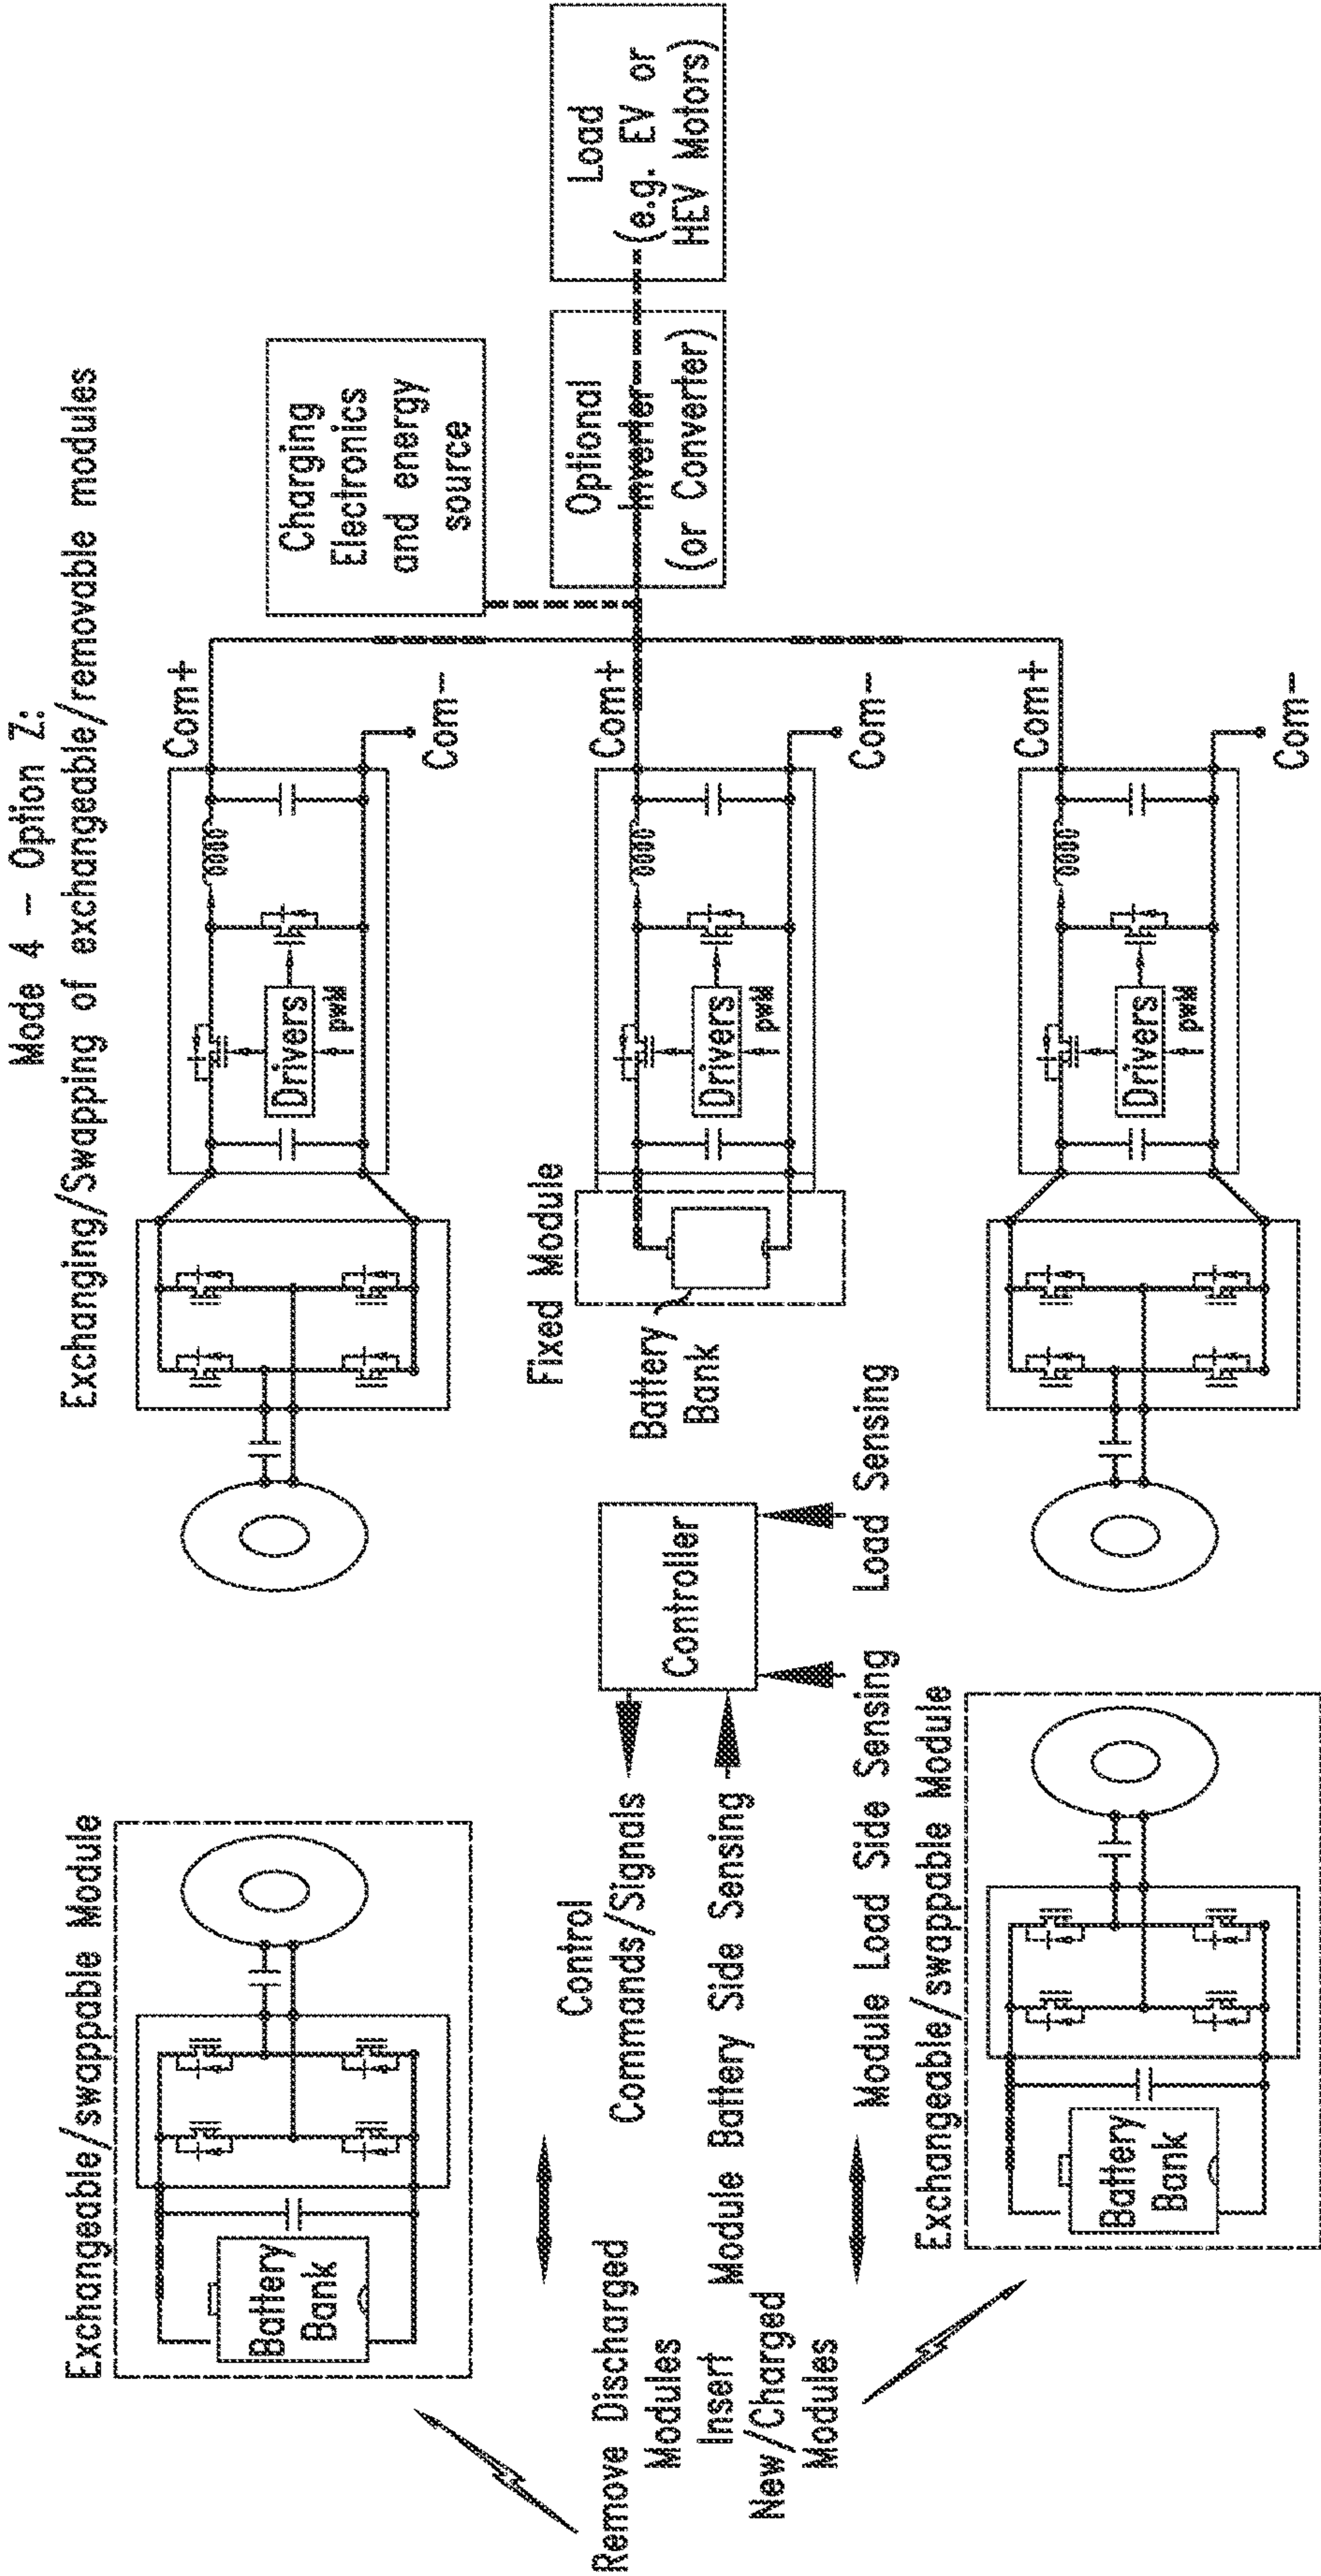 Mode 4 - Option Z:
Exchanging/Swapping of exchangeable/removable modules
Exchangeable/swappable Module
Battery
Bank
Drivers
pwM
Com+
Com-
Charging
Electronics
and energy
source
Remove Discharged
Modules
Insert
New/Charged
Modules
Control
Commands/Signals
Module Battery Side Sensing
Module Load Side Sensing
Load Sensing
Controller
Fixed Module
Battery
Bank
Drivers
pwM
Com+
Com-
Optional
Inverter
(or Converter)
Load
(e.g. EV or
HEV Motors)
Exchangeable/swappable Module
Battery
Bank
Drivers
pwM
Com+
Com-